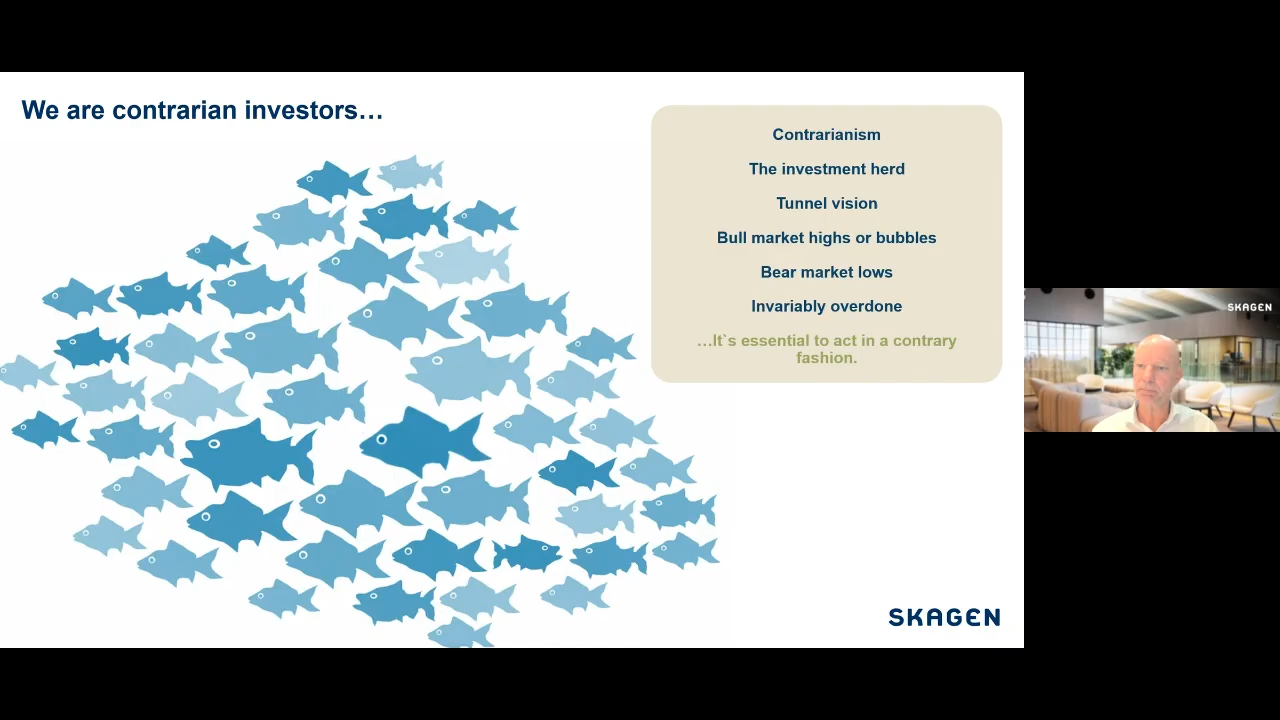 We are contrarian investors…
Contrarianism
The investment herd
Tunnel vision
Bull market highs or bubbles
Bear market lows
Invariably overdone
…It`s essential to act in a contrary
fashion.
SKAGEN
SKAGEN